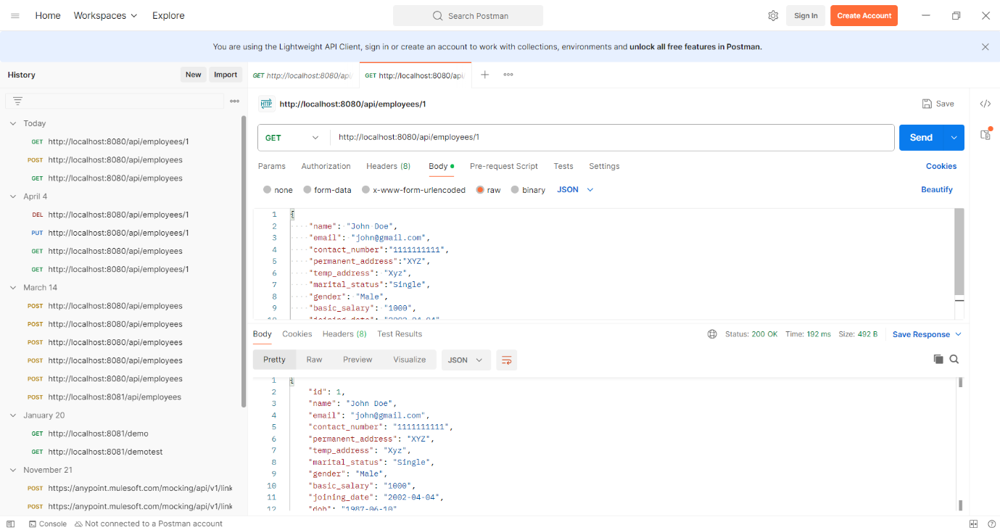 Home Workspaces Explore Search Postman Sign In Create Account
You are using the Lightweight API Client, sign in or create an account to work with collections, environments and unlock all free features in Postman.
History New Import GET http://localhost:8080/api/ GET http://localhost:8080/api/
HTTP http://localhost:8080/api/employees/1 Save
Today
GET http://localhost:8080/api/employees/1
POST http://localhost:8080/api/employees
GET http://localhost:8080/api/employees
April 4
DEL http://localhost:8080/api/employees/1
PUT http://localhost:8080/api/employees/1
GET http://localhost:8080/api/employees
GET http://localhost:8080/api/employees/1
March 14
POST http://localhost:8080/api/employees
POST http://localhost:8080/api/employees
POST http://localhost:8080/api/employees
POST http://localhost:8080/api/employees
POST http://localhost:8080/api/employees
POST http://localhost:8081/api/employees
January 20
GET http://localhost:8081/demo
GET http://localhost:8081/demotest
November 21
POST https://anypoint.mulesoft.com/mocking/api/v1/link
POST https://anypoint.mulesoft.com/mocking/api/v1/link
GET http://localhost:8080/api/employees/1 Send
Params Authorization Headers (8) Body Pre-request Script Tests Settings Cookies
none form-data x-www-form-urlencoded raw binary JSON Beautify
1 {
2 "name": "John Doe",
3 "email": "john@gmail.com",
4 "contact_number":"1111111111",
5 "permanent_address":"XYZ",
6 "temp_address": "Xyz",
7 "marital_status":"Single",
8 "gender": "Male",
9 "basic_salary": "1000",
10 "joining_date": "2002-04-04"
Body Cookies Headers (8) Test Results Status: 200 OK Time: 192 ms Size: 492 B Save Response
Pretty Raw Preview Visualize JSON
1 {
2 "id": 1,
3 "name": "John Doe",
4 "email": "john@gmail.com",
5 "contact_number": "1111111111",
6 "permanent_address": "XYZ",
7 "temp_address": "Xyz",
8 "marital_status": "Single",
9 "gender": "Male",
10 "basic_salary": "1000",
11 "joining_date": "2002-04-04",
12 "dob": "1987-06-10"
Console Not connected to a Postman account